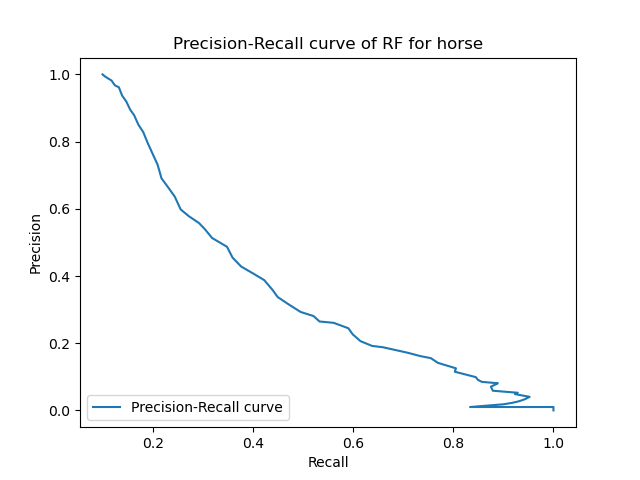 Precision-Recall curve of RF for horse
1.0
0.8
0.6
0.4
0.2
0.0
Precision
Precision-Recall curve
0.2 0.4 0.6 0.8 1.0
Recall